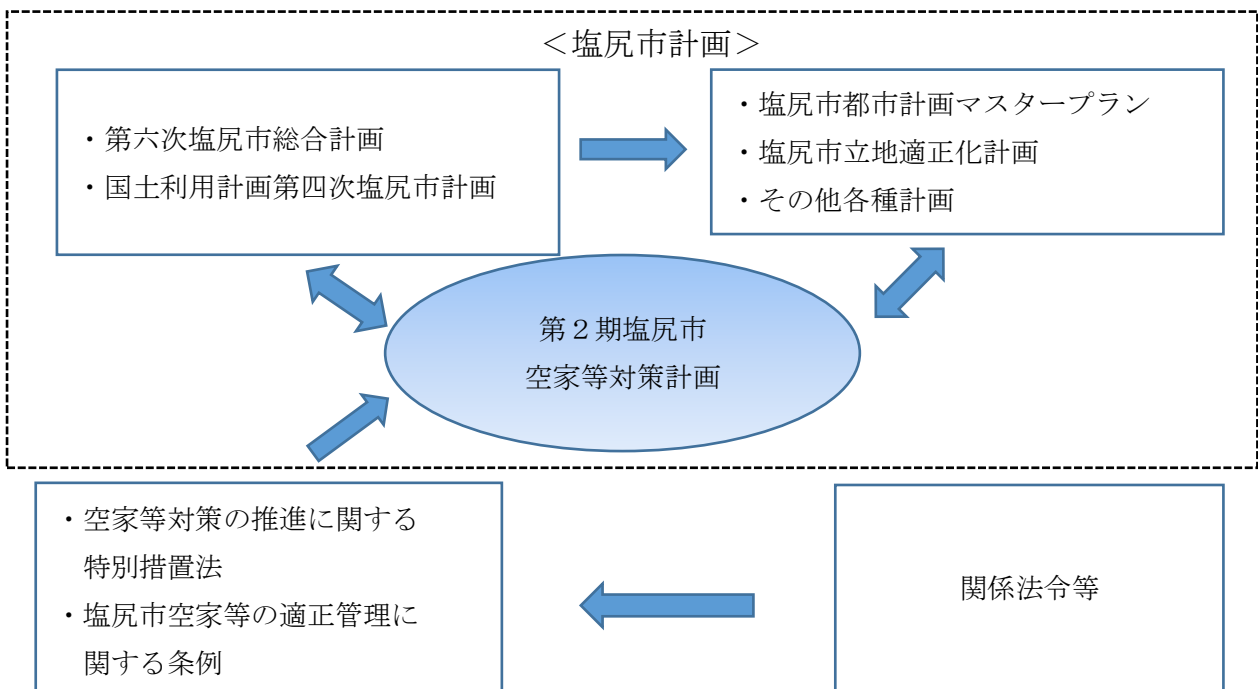 ＜塩尻市計画＞
・第六次塩尻市総合計画
・国土利用計画第四次塩尻市計画
・塩尻市都市計画マスタープラン
・塩尻市立地適正化計画
・その他各種計画
第２期塩尻市
空家等対策計画
・空家等対策の推進に関する
特別措置法
・塩尻市空家等の適正管理に
関する条例
関係法令等